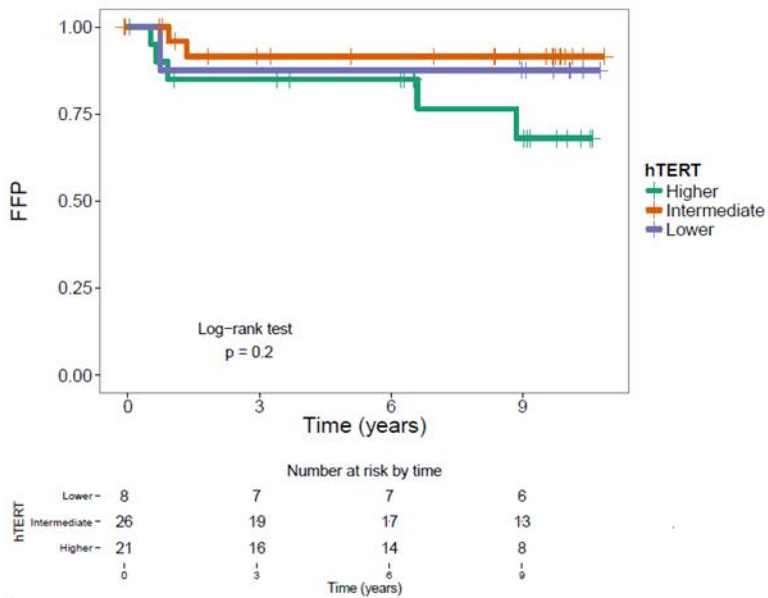 1.00
0.75
0.50
0.25
0.00
FFP
Log-rank test
p = 0.2
0 3 6 9
Time (years)
hTERT
Higher
Intermediate
Lower
Number at risk by time
hTERT
Lower 8 7 7 6
Intermediate 26 19 17 13
Higher 21 16 14 8
0 3 6 9
Time (years)